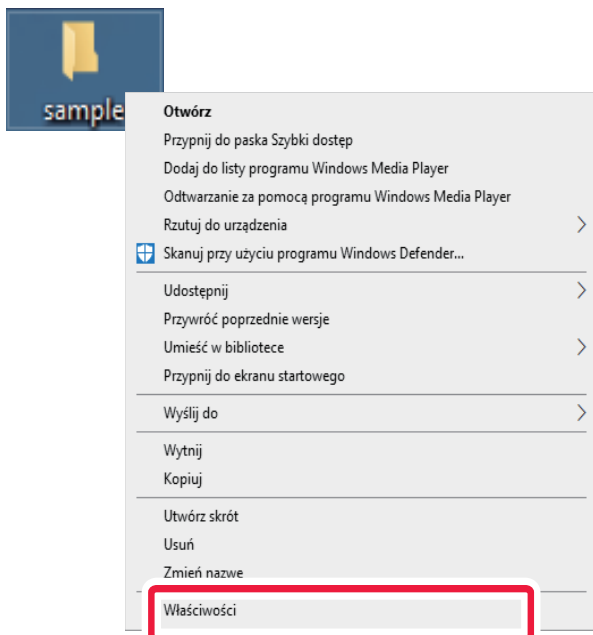 sample
Otwórz
Przypnij do paska Szybki dostęp
Dodaj do listy programu Windows Media Player
Odtwarzanie za pomocą programu Windows Media Player
Rzutuj do urządzenia
Skanuj przy użyciu programu Windows Defender...
Udostępnij
Przywróć poprzednie wersje
Umieść w bibliotece
Przypnij do ekranu startowego
Wyślij do
Wytnij
Kopiuj
Utwórz skrót
Usuń
Zmień nazwe
Właściwości